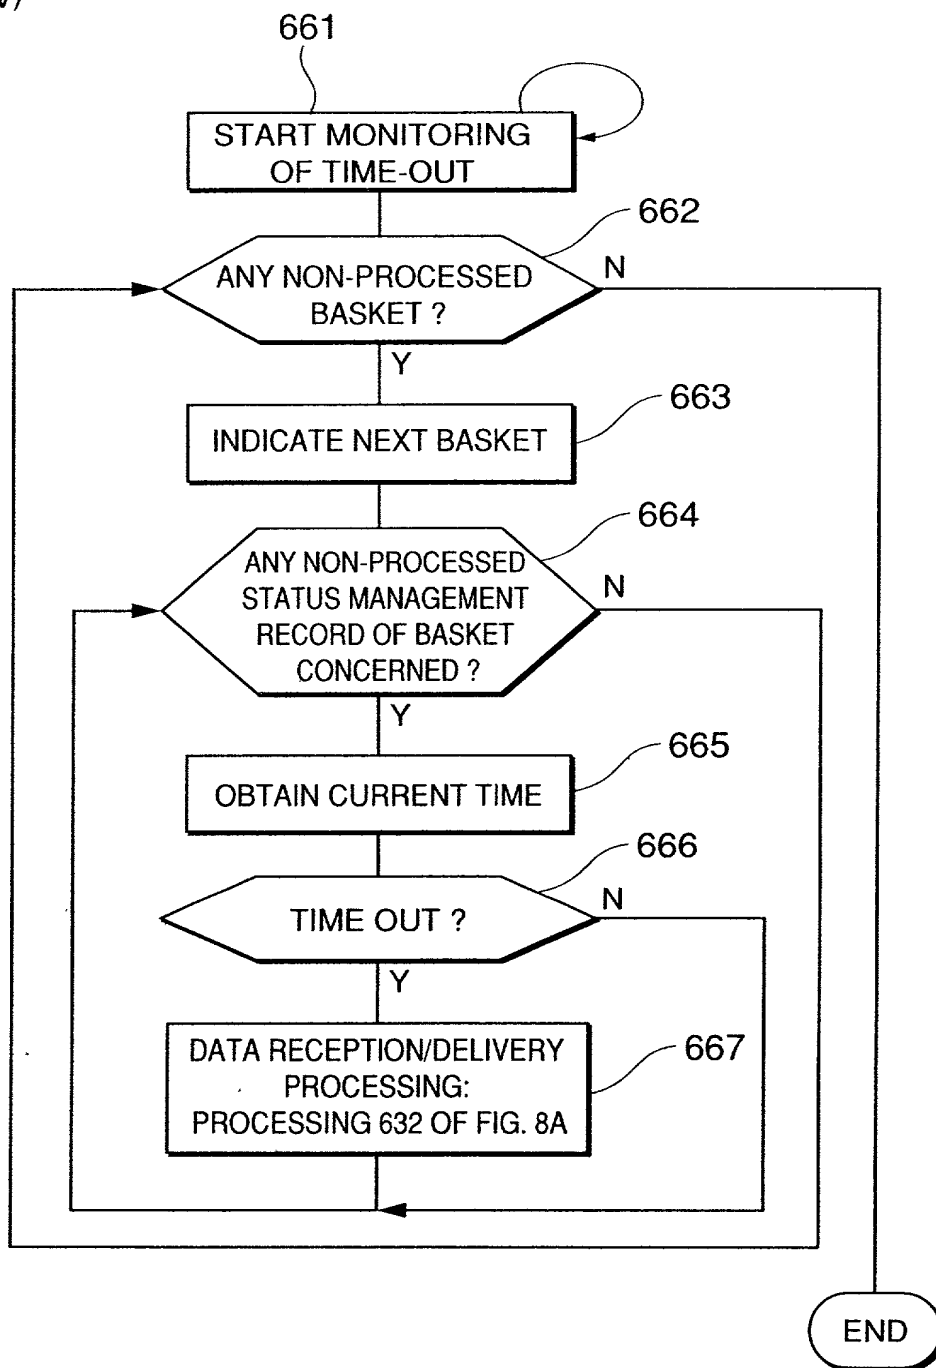 661
START MONITORING
OF TIME-OUT
662
ANY NON-PROCESSED
BASKET ?
N
Y
663
INDICATE NEXT BASKET
664
ANY NON-PROCESSED
STATUS MANAGEMENT
RECORD OF BASKET
CONCERNED ?
N
Y
665
OBTAIN CURRENT TIME
666
TIME OUT ?
N
Y
667
DATA RECEPTION/DELIVERY
PROCESSING:
PROCESSING 632 OF FIG. 8A
END